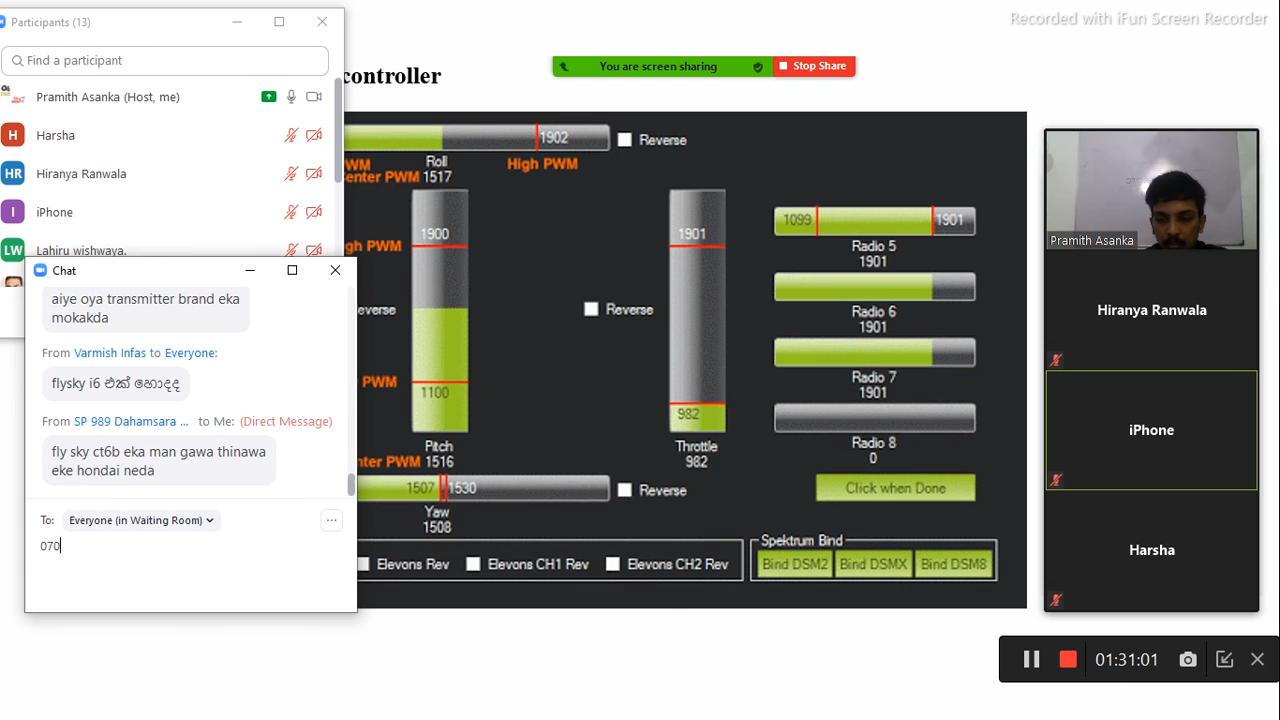 Recorded with iFun Screen Recorder
Participants (13)
Find a participant
Pramith Asanka (Host, me)
H Harsha
HR Hiranya Ranwala
I iPhone
LW Lahiru wishwaya.
Chat
aiye oya transmitter brand eka
mokakda
From Varmish Infas to Everyone:
flysky i6 එක් හොදද
From SP 989 Dahamsara ... to Me: (Direct Message)
fly sky ct6b eka man gawa thinawa
eke hondai neda
To: Everyone (in Waiting Room)
070
controller
You are screen sharing
Stop Share
1902
Reverse
Roll
High PWM
WM
enter PWM 1517
1900
gh PWM
everse
PWM
1100
Pitch
nter PWM 1516
1507 1530
Reverse
Yaw
1508
Reverse
1901
982
Throttle
982
1099 1901
Radio 5
1901
Radio 6
1901
Radio 7
1901
Radio 8
0
Click when Done
Elevons Rev
Elevons CH1 Rev
Elevons CH2 Rev
Spektrum Bind
Bind DSM2
Bind DSMX
Bind DSM8
Pramith Asanka
Hiranya Ranwala
iPhone
Harsha
01:31:01